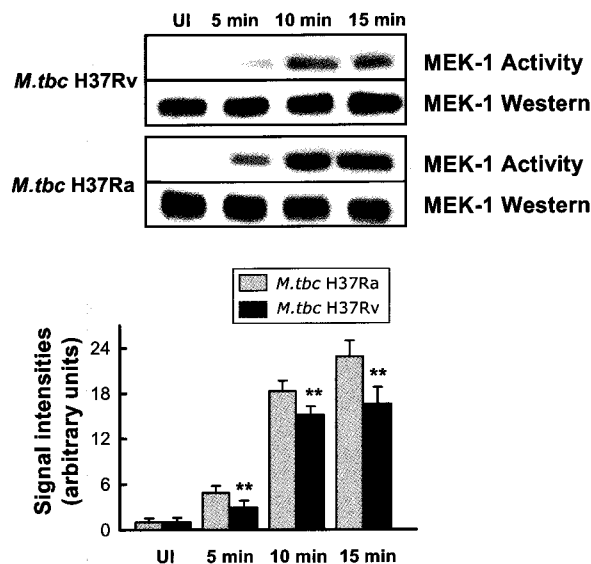 UI 5 min 10 min 15 min
M.tbc H37Rv
MEK-1 Activity
MEK-1 Western
M.tbc H37Ra
MEK-1 Activity
MEK-1 Western
M.tbc H37Ra
M.tbc H37Rv
Signal intensities
(arbitrary units)
24
18
12
6
0
**
**
**
UI 5 min 10 min 15 min